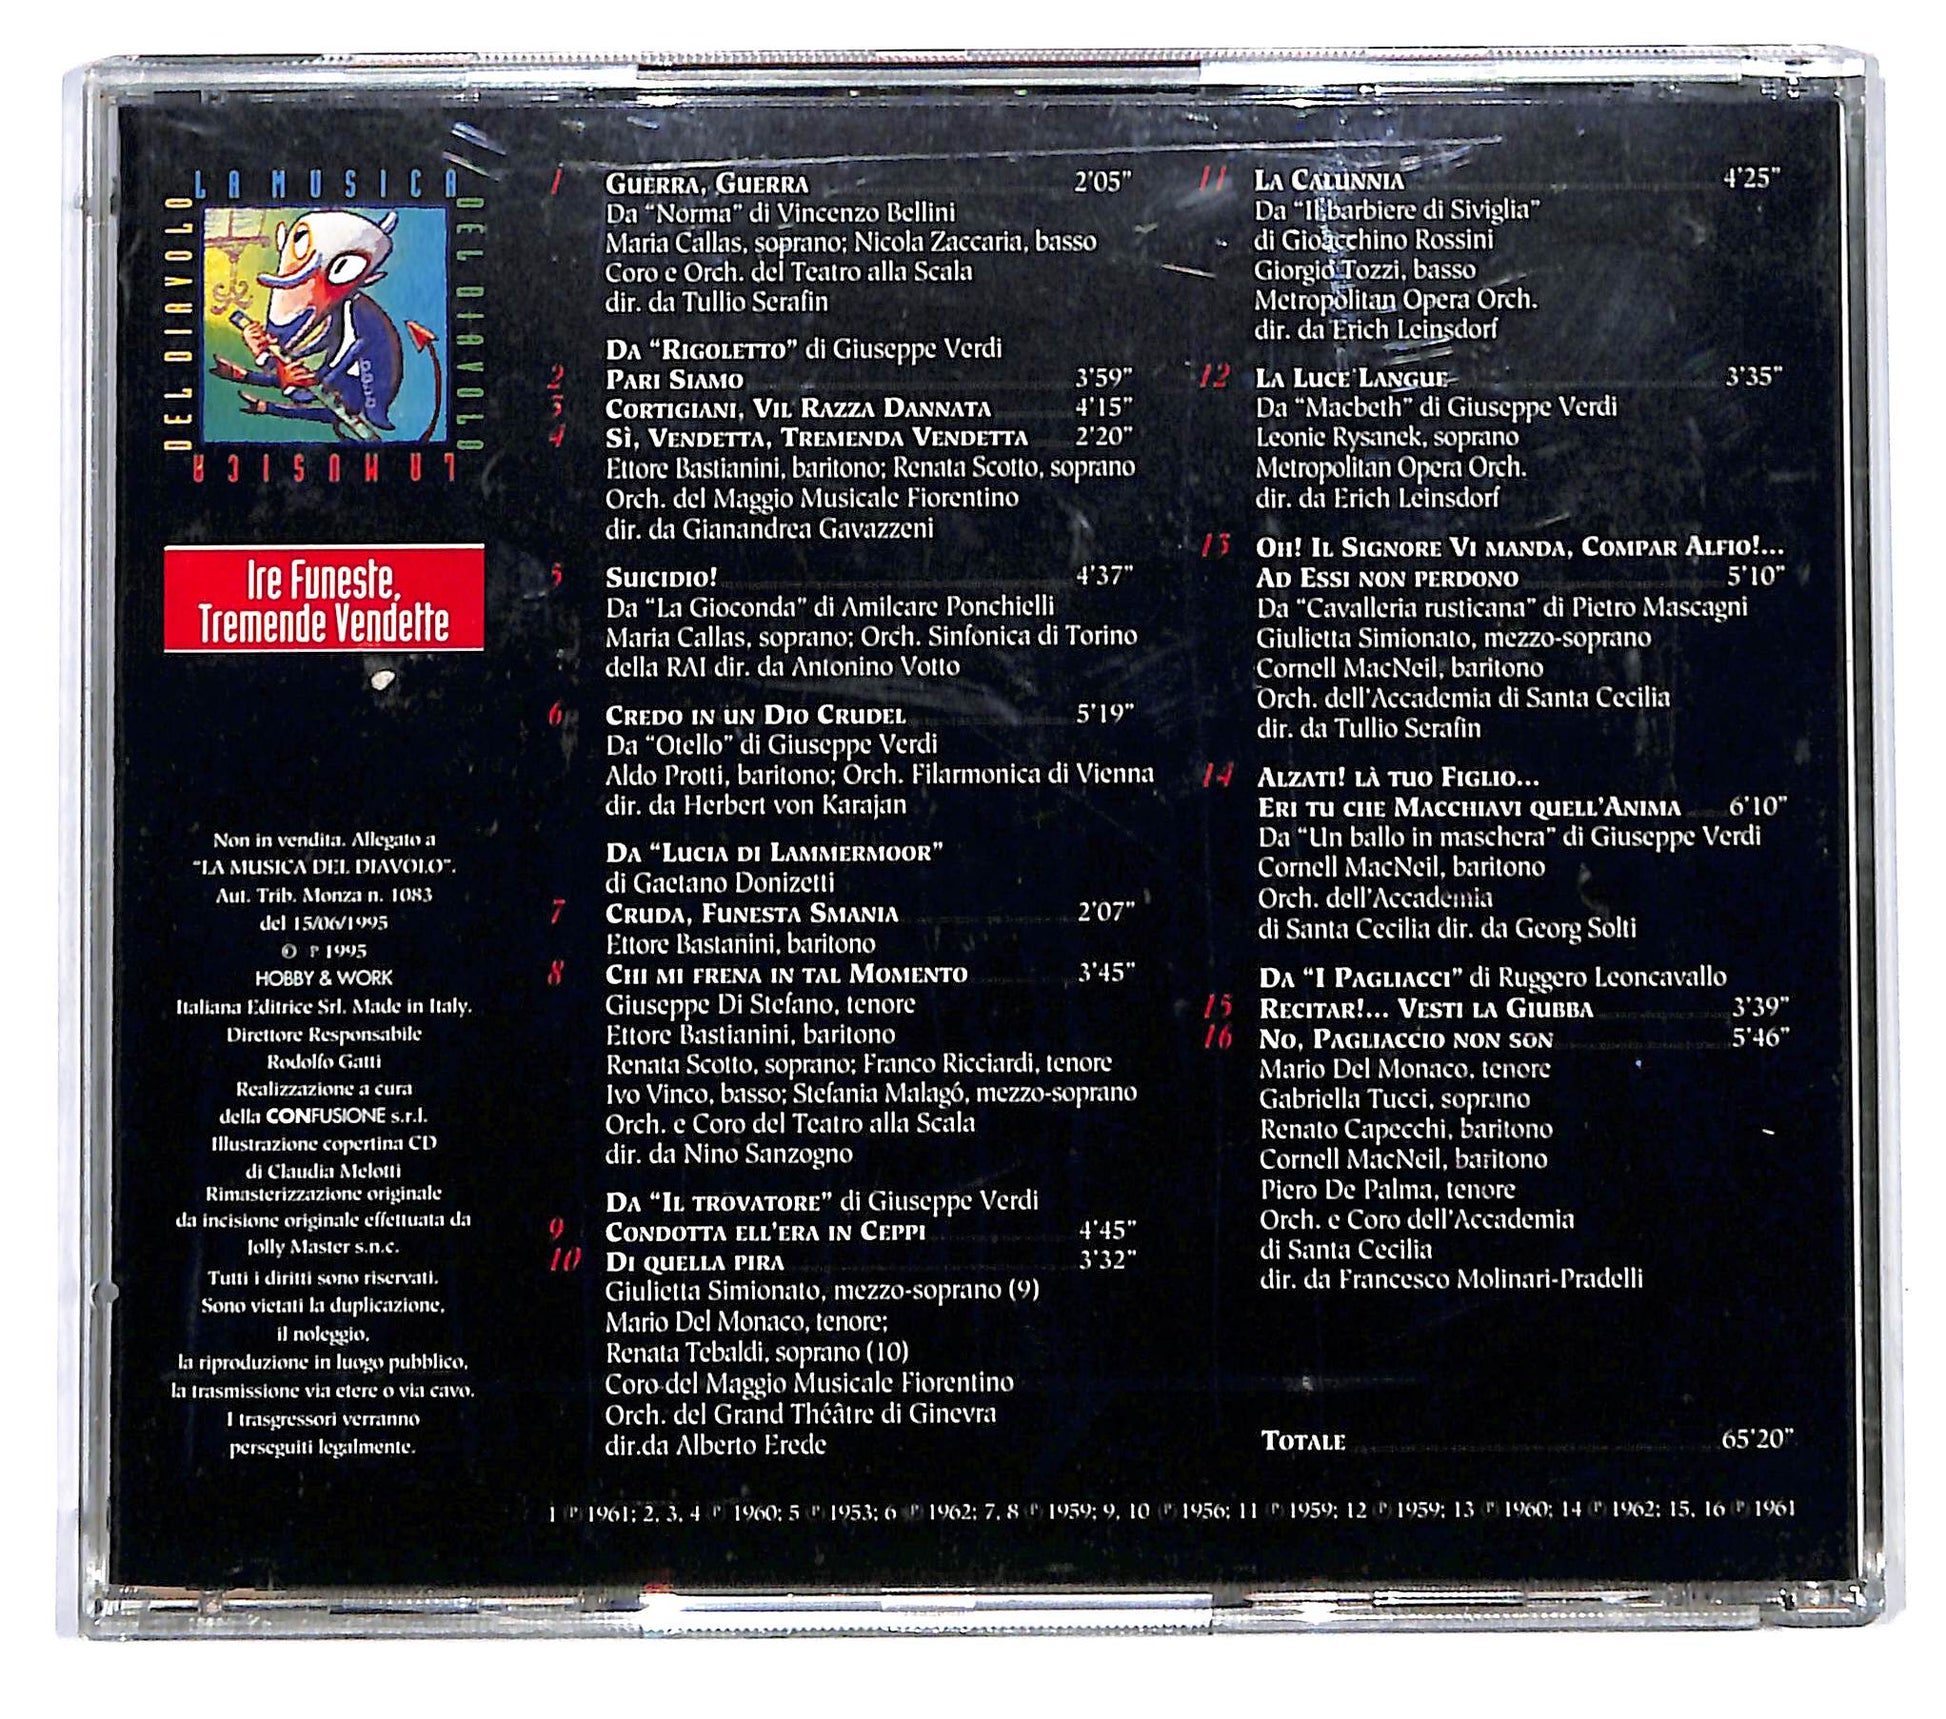 LA MUSICA
DEL DIAVOLO
LA MUSICA
DEL DIAVOLO
Ire Funeste,
Tremende Vendette
Non in vendita. Allegato a
“LA MUSICA DEL DIAVOLO”.
Aut. Trib. Monza n. 1083
del 15/06/1995
© ℗ 1995
HOBBY & WORK
Italiana Editrice Srl. Made in Italy.
Direttore Responsabile
Rodolfo Gatti
Realizzazione a cura
della CONFUSIONE s.r.l.
Illustrazione copertina CD
di Claudia Melotti
Rimasterizzazione originale
da incisione originale effettuata da
Jolly Master s.n.c.
Tutti i diritti sono riservati.
Sono vietati la duplicazione,
il noleggio,
la riproduzione in luogo pubblico,
la trasmissione via etere o via cavo.
I trasgressori verranno
perseguiti legalmente.
1 GUERRA, GUERRA 2'05"
Da “Norma” di Vincenzo Bellini
Maria Callas, soprano; Nicola Zaccaria, basso
Coro e Orch. del Teatro alla Scala
dir. da Tullio Serafin
DA “RIGOLETTO” di Giuseppe Verdi
2 PARI SIAMO 3'59"
3 CORTIGIANI, VIL RAZZA DANNATA 4'15"
4 SÌ, VENDETTA, TREMENDA VENDETTA 2'20"
Ettore Bastianini, baritono; Renata Scotto, soprano
Orch. del Maggio Musicale Fiorentino
dir. da Gianandrea Gavazzeni
5 SUICIDIO! 4'37"
Da “La Gioconda” di Amilcare Ponchielli
Maria Callas, soprano; Orch. Sinfonica di Torino
della RAI dir. da Antonino Votto
6 CREDO IN UN DIO CRUDEL 5'19"
Da “Otello” di Giuseppe Verdi
Aldo Protti, baritono; Orch. Filarmonica di Vienna
dir. da Herbert von Karajan
DA “LUCIA DI LAMMERMOOR”
di Gaetano Donizetti
7 CRUDA, FUNESTA SMANIA 2'07"
Ettore Bastanini, baritono
8 CHI MI FRENA IN TAL MOMENTO 3'45"
Giuseppe Di Stefano, tenore
Ettore Bastianini, baritono
Renata Scotto, soprano; Franco Ricciardi, tenore
Ivo Vinco, basso; Stefania Malagó, mezzo-soprano
Orch. e Coro del Teatro alla Scala
dir. da Nino Sanzogno
DA “IL TROVATORE” di Giuseppe Verdi
9 CONDOTTA ELL'ERA IN CEPPI 4'45"
10 DI QUELLA PIRA 3'32"
Giulietta Simionato, mezzo-soprano (9)
Mario Del Monaco, tenore;
Renata Tebaldi, soprano (10)
Coro del Maggio Musicale Fiorentino
Orch. del Grand Théâtre di Ginevra
dir.da Alberto Erede
11 LA CALUNNIA 4'25"
Da “Il barbiere di Siviglia”
di Gioacchino Rossini
Giorgio Tozzi, basso
Metropolitan Opera Orch.
dir. da Erich Leinsdorf
12 LA LUCE LANGUE 3'35"
Da “Macbeth” di Giuseppe Verdi
Leonie Rysanek, soprano
Metropolitan Opera Orch.
dir. da Erich Leinsdorf
13 OH! IL SIGNORE VI MANDA, COMPAR ALFIO!...
AD ESSI NON PERDONO 5'10"
Da “Cavalleria rusticana” di Pietro Mascagni
Giulietta Simionato, mezzo-soprano
Cornell MacNeil, baritono
Orch. dell'Accademia di Santa Cecilia
dir. da Tullio Serafin
14 ALZATI! LÀ TUO FIGLIO...
ERI TU CHE MACCHIAVI QUELL'ANIMA 6'10"
Da “Un ballo in maschera” di Giuseppe Verdi
Cornell MacNeil, baritono
Orch. dell'Accademia
di Santa Cecilia dir. da Georg Solti
DA “I PAGLIACCI” di Ruggero Leoncavallo
15 RECITAR!... VESTI LA GIUBBA 3'39"
16 NO, PAGLIACCIO NON SON 5'46"
Mario Del Monaco, tenore
Gabriella Tucci, soprano
Renato Capecchi, baritono
Cornell MacNeil, baritono
Piero De Palma, tenore
Orch. e Coro dell'Accademia
di Santa Cecilia
dir. da Francesco Molinari-Pradelli
TOTALE 65'20"
1 ℗ 1961; 2, 3, 4 ℗ 1960; 5 ℗ 1953; 6 ℗ 1962; 7, 8 ℗ 1959; 9, 10 ℗ 1956; 11 ℗ 1959; 12 ℗ 1959; 13 ℗ 1960; 14 ℗ 1962; 15, 16 ℗ 1961